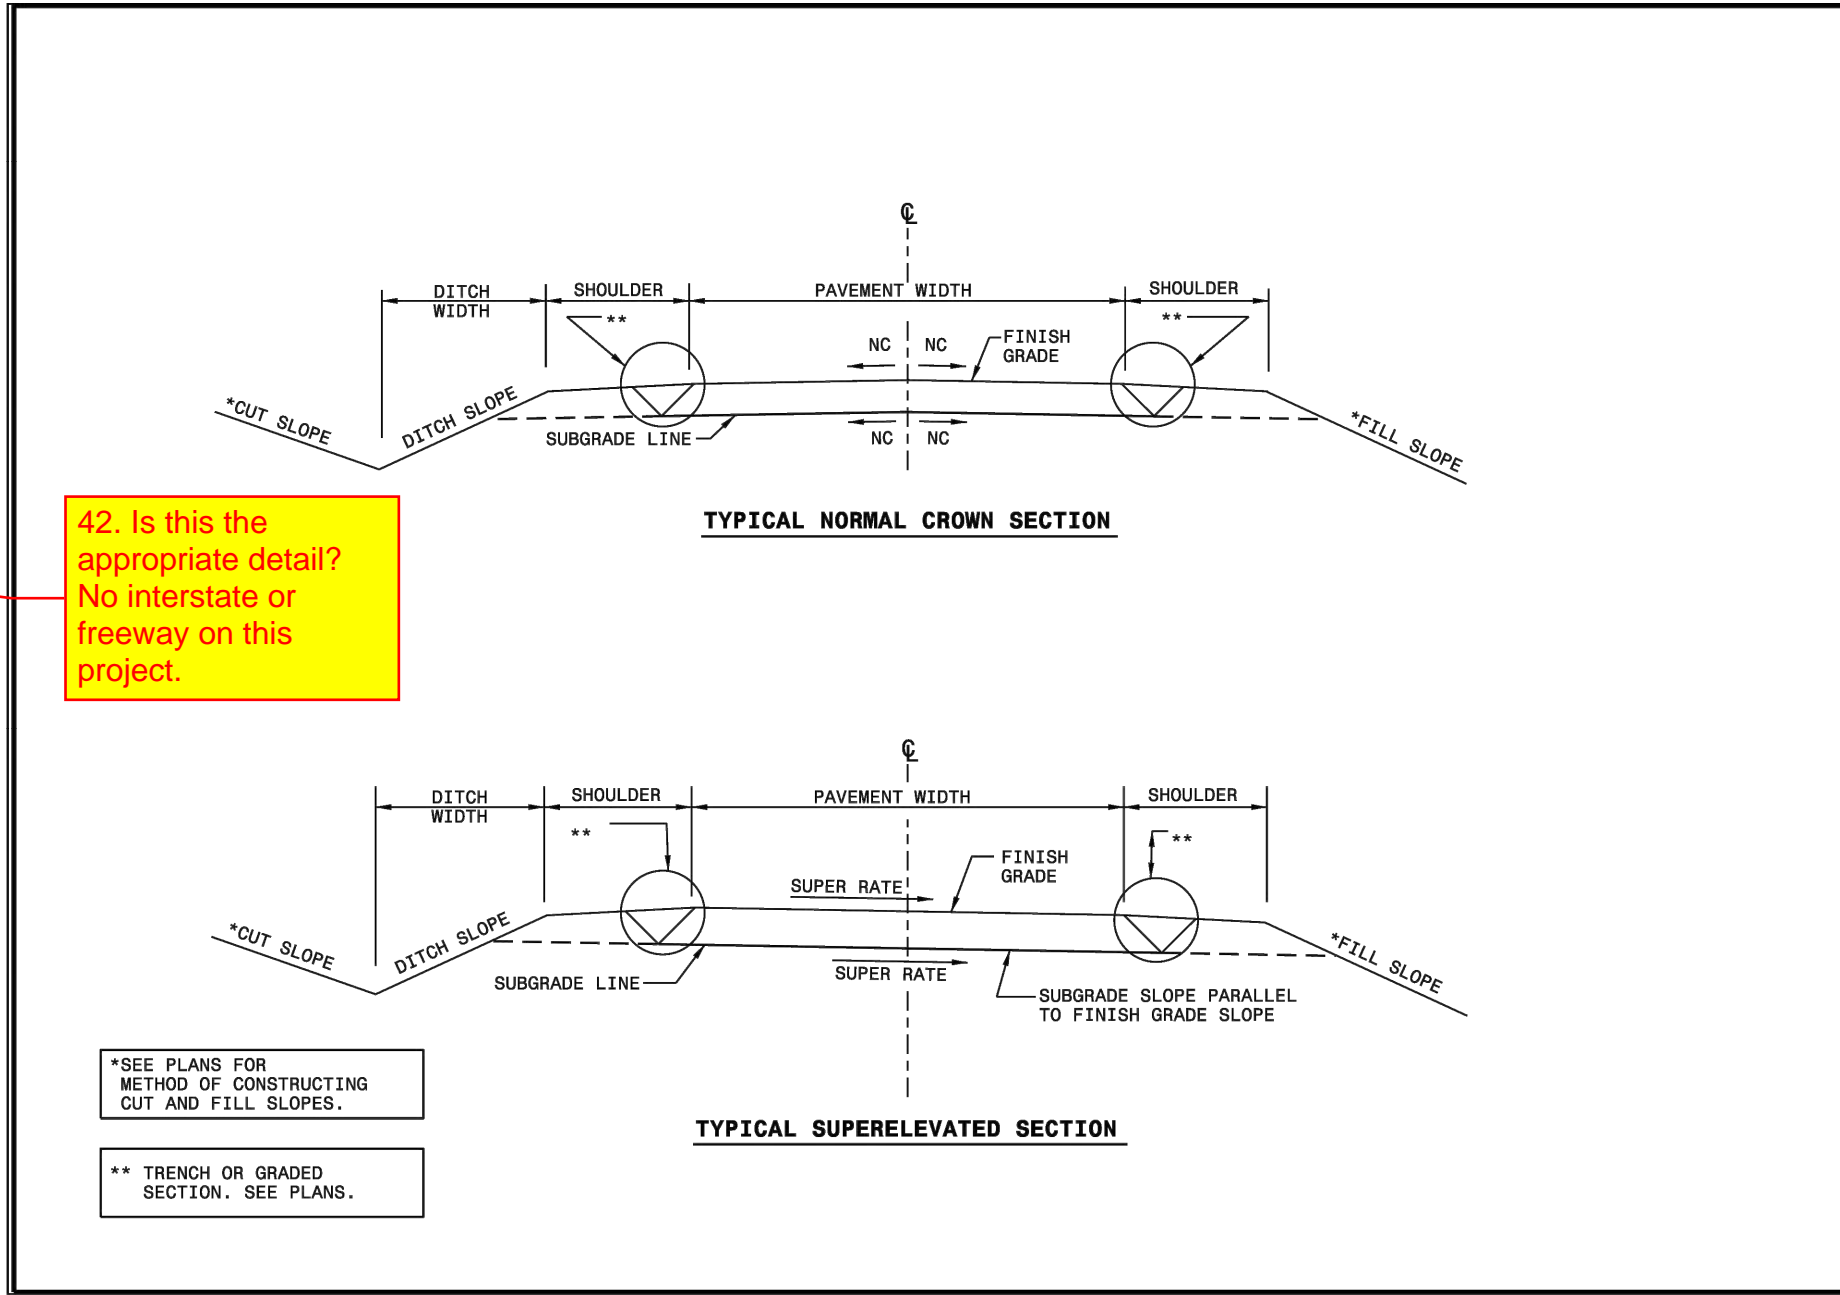 ℄
DITCH
WIDTH
SHOULDER
PAVEMENT WIDTH
SHOULDER
**
**
NC
NC
FINISH
GRADE
*CUT SLOPE
DITCH SLOPE
SUBGRADE LINE
NC
NC
*FILL SLOPE
TYPICAL NORMAL CROWN SECTION
42. Is this the
appropriate detail?
No interstate or
freeway on this
project.
℄
DITCH
WIDTH
SHOULDER
PAVEMENT WIDTH
SHOULDER
**
**
FINISH
GRADE
SUPER RATE
*CUT SLOPE
DITCH SLOPE
SUBGRADE LINE
SUPER RATE
*FILL SLOPE
SUBGRADE SLOPE PARALLEL
TO FINISH GRADE SLOPE
*SEE PLANS FOR
METHOD OF CONSTRUCTING
CUT AND FILL SLOPES.
TYPICAL SUPERELEVATED SECTION
** TRENCH OR GRADED
SECTION. SEE PLANS.